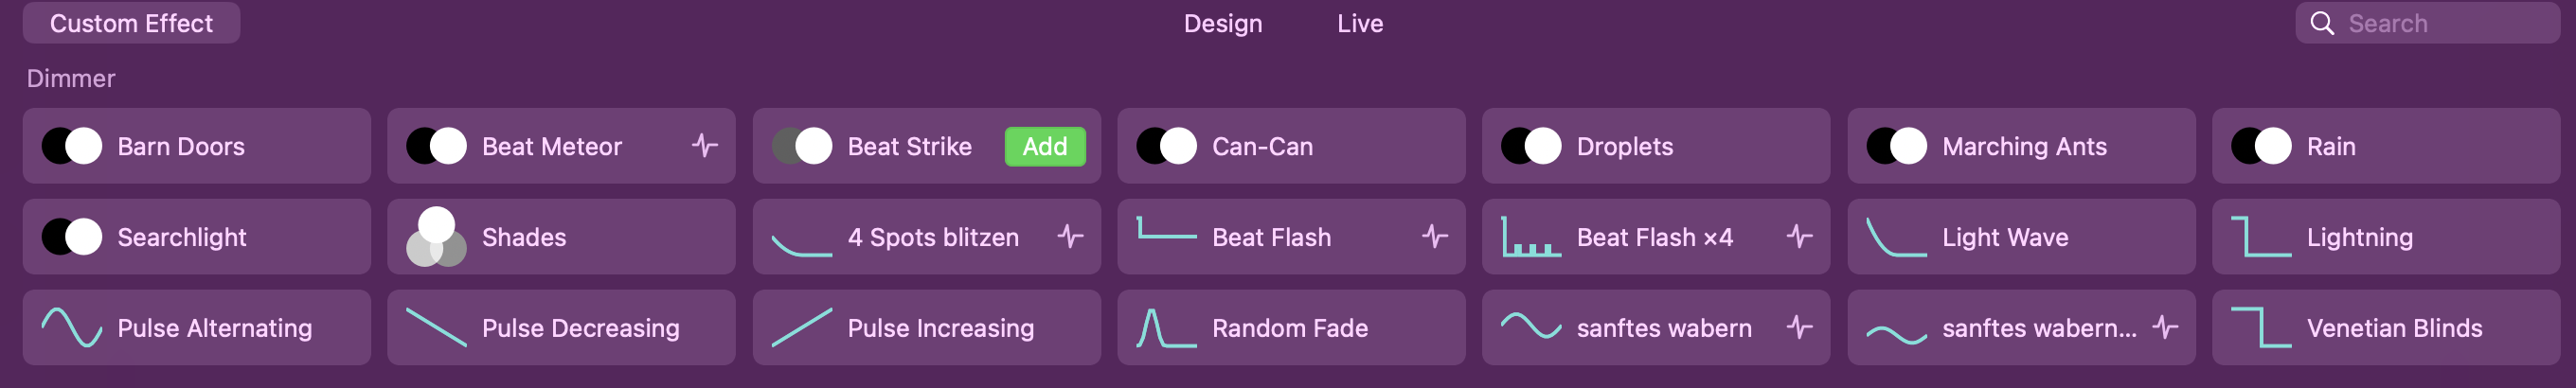 Custom Effect
Design
Live
Search
Dimmer
Barn Doors
Beat Meteor
Beat Strike
Add
Can-Can
Droplets
Marching Ants
Rain
Searchlight
Shades
4 Spots blitzen
Beat Flash
Beat Flash ×4
Light Wave
Lightning
Pulse Alternating
Pulse Decreasing
Pulse Increasing
Random Fade
sanftes wabern
sanftes wabern...
Venetian Blinds